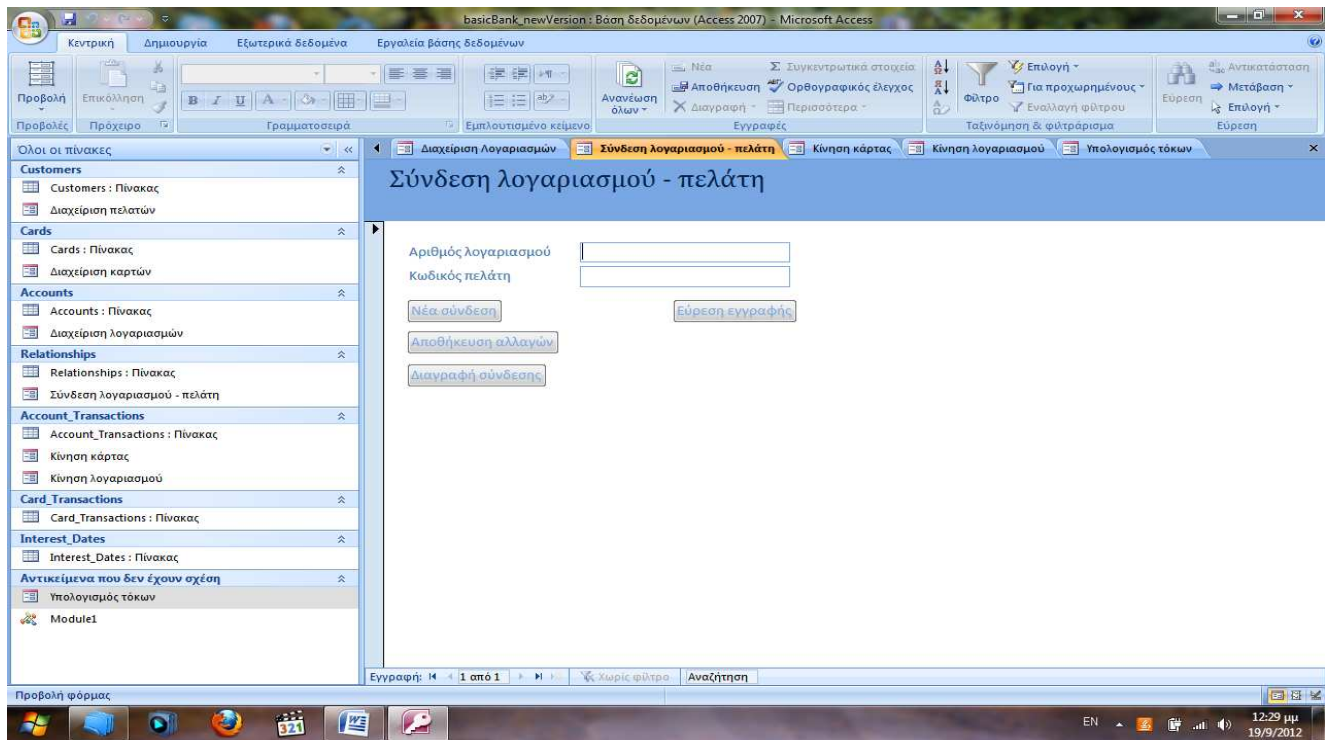 basicBank_newVersion : Βάση δεδομένων (Access 2007) - Microsoft Access
Κεντρική Δημιουργία Εξωτερικά δεδομένα Εργαλεία βάσης δεδομένων
Προβολή
Επικόλληση
B I U A
ab
Ανανέωση όλων
Νέα
Αποθήκευση
Διαγραφή
Σ Συγκεντρωτικά στοιχεία
Ορθογραφικός έλεγχος
Περισσότερα
Φίλτρο
Επιλογή
Για προχωρημένους
Εναλλαγή φίλτρου
Εύρεση
Αντικατάσταση
Μετάβαση
Επιλογή
Προβολές Πρόχειρο Γραμματοσειρά Εμπλουτισμένο κείμενο Εγγραφές Ταξινόμηση & φιλτράρισμα Εύρεση
Όλοι οι πίνακες
Customers
Customers : Πίνακας
Διαχείριση πελατών
Cards
Cards : Πίνακας
Διαχείριση καρτών
Accounts
Accounts : Πίνακας
Διαχείριση λογαριασμών
Relationships
Relationships : Πίνακας
Σύνδεση λογαριασμού - πελάτη
Account_Transactions
Account_Transactions : Πίνακας
Κίνηση κάρτας
Κίνηση λογαριασμού
Card_Transactions
Card_Transactions : Πίνακας
Interest_Dates
Interest_Dates : Πίνακας
Αντικείμενα που δεν έχουν σχέση
Υπολογισμός τόκων
Module1
Διαχείριση Λογαριασμών Σύνδεση λογαριασμού - πελάτη Κίνηση κάρτας Κίνηση λογαριασμού Υπολογισμός τόκων
Σύνδεση λογαριασμού - πελάτη
Αριθμός λογαριασμού
Κωδικός πελάτη
Νέα σύνδεση Εύρεση εγγραφής
Αποθήκευση αλλαγών
Διαγραφή σύνδεσης
Εγγραφή: 1 από 1 Χωρίς φίλτρο Αναζήτηση
Προβολή φόρμας
321
EN
12:29 μμ
19/9/2012